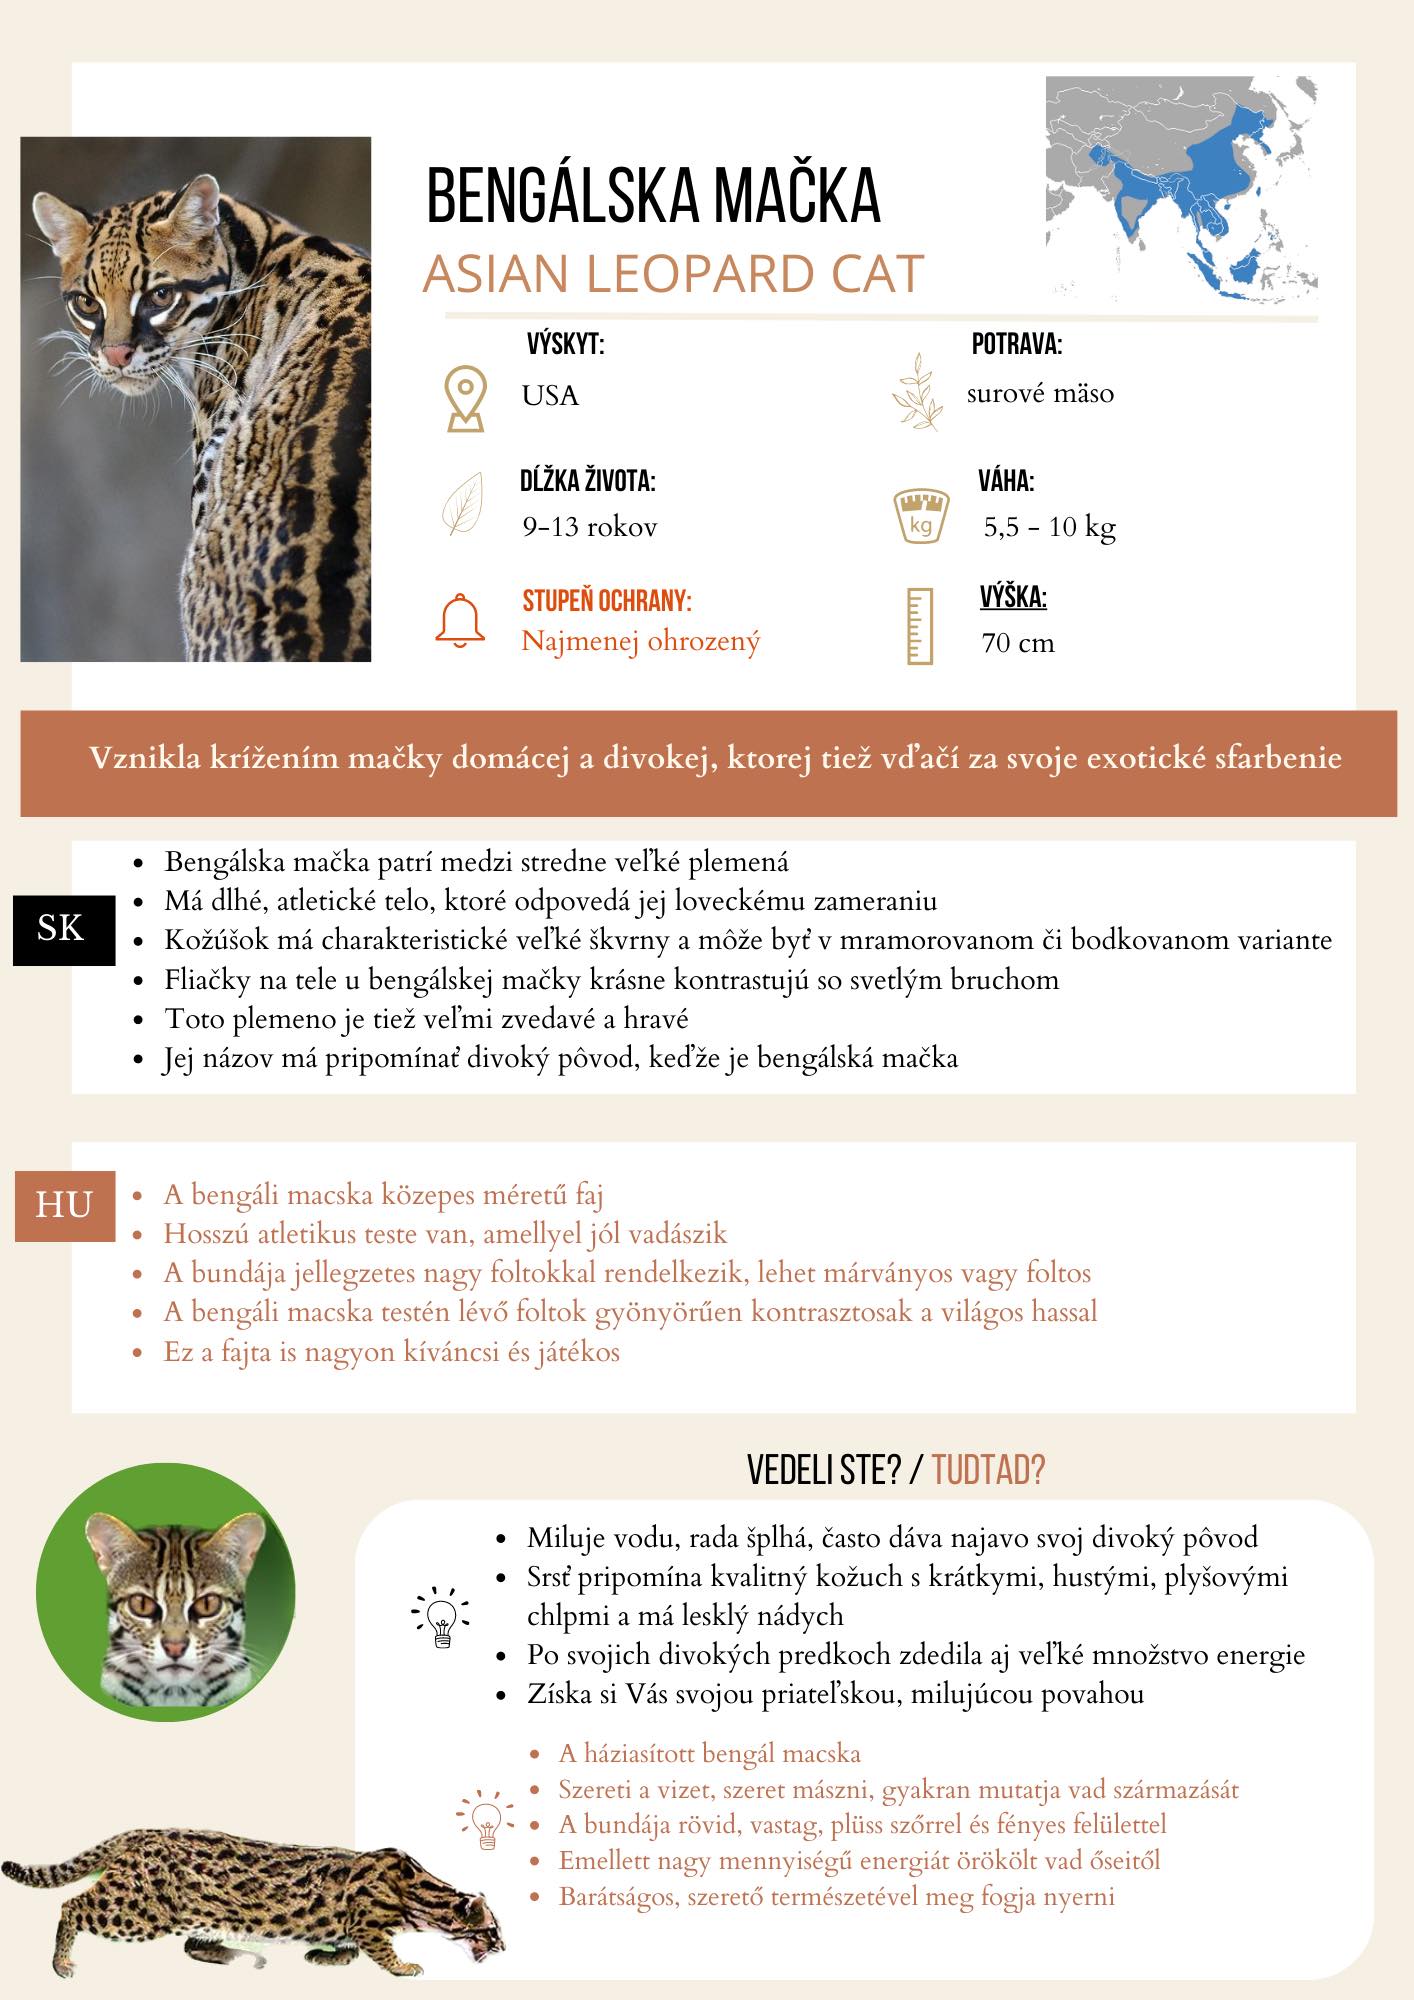 BENGÁLSKA MAČKA
ASIAN LEOPARD CAT
VÝSKYT:
USA
POTRAVA:
surové mäso
DĹŽKA ŽIVOTA:
9-13 rokov
VÁHA:
kg
5,5 - 10 kg
STUPEŇ OCHRANY:
Najmenej ohrozený
VÝŠKA:
70 cm
Vznikla krížením mačky domácej a divokej, ktorej tiež vďačí za svoje exotické sfarbenie
SK
• Bengálska mačka patrí medzi stredne veľké plemená
• Má dlhé, atletické telo, ktoré odpovedá jej loveckému zameraniu
• Kožúšok má charakteristické veľké škvrny a môže byť v mramorovanom či bodkovanom variante
• Fliačky na tele u bengálskej mačky krásne kontrastujú so svetlým bruchom
• Toto plemeno je tiež veľmi zvedavé a hravé
• Jej názov má pripomínať divoký pôvod, keďže je bengálská mačka
HU
• A bengáli macska közepes méretű faj
• Hosszú atletikus teste van, amellyel jól vadászik
• A bundája jellegzetes nagy foltokkal rendelkezik, lehet márványos vagy foltos
• A bengáli macska testén lévő foltok gyönyörűen kontrasztosak a világos hassal
• Ez a fajta is nagyon kíváncsi és játékos
VEDELI STE? / TUDTAD?
• Miluje vodu, rada šplhá, často dáva najavo svoj divoký pôvod
• Srsť pripomína kvalitný kožuch s krátkymi, hustými, plyšovými
chlpmi a má lesklý nádych
• Po svojich divokých predkoch zdedila aj veľké množstvo energie
• Získa si Vás svojou priateľskou, milujúcou povahou
• A háziasított bengál macska
• Szereti a vizet, szeret mászni, gyakran mutatja vad származását
• A bundája rövid, vastag, plüss szőrrel és fényes felülettel
• Emellett nagy mennyiségű energiát örökölt vad őseitől
• Barátságos, szerető természetével meg fogja nyerni